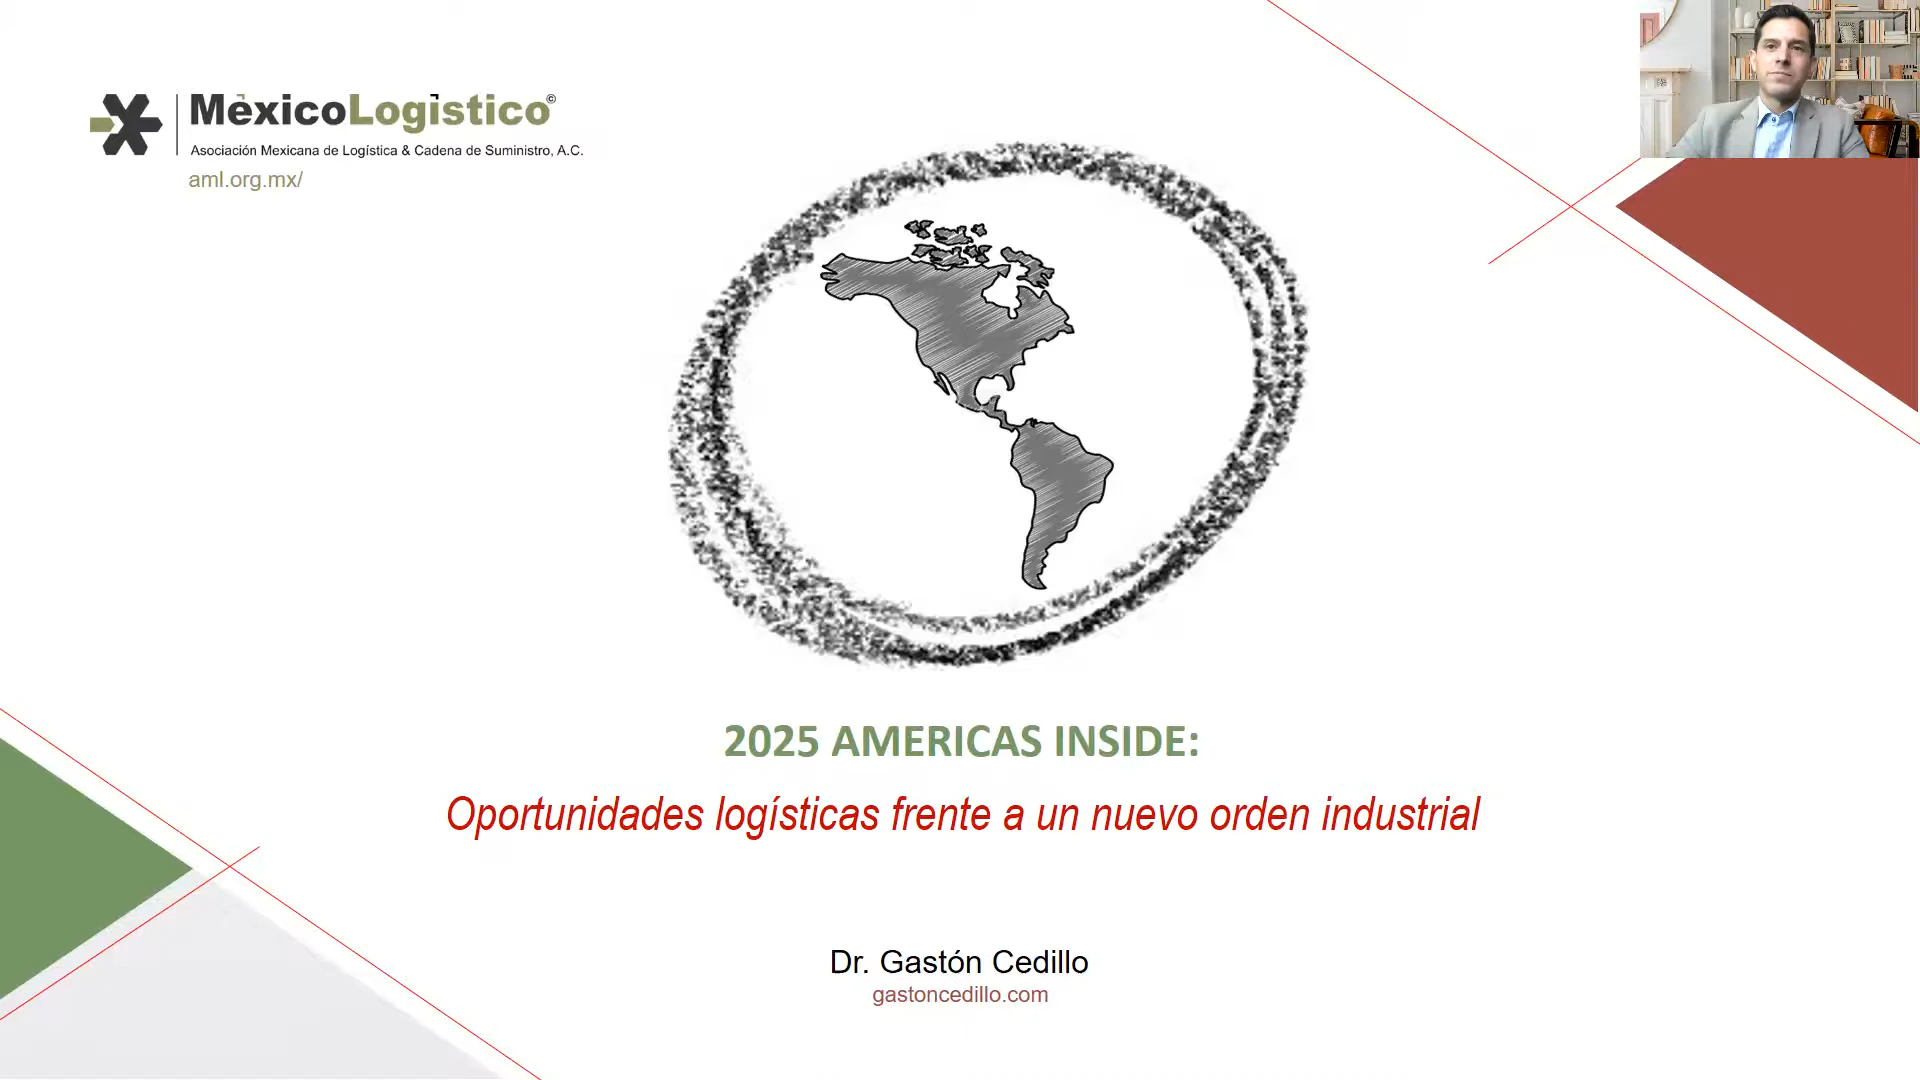 MéxicoLogístico©
Asociación Mexicana de Logística & Cadena de Suministro, A.C.
aml.org.mx/
2025 AMERICAS INSIDE:
Oportunidades logísticas frente a un nuevo orden industrial
Dr. Gastón Cedillo
gastoncedillo.com